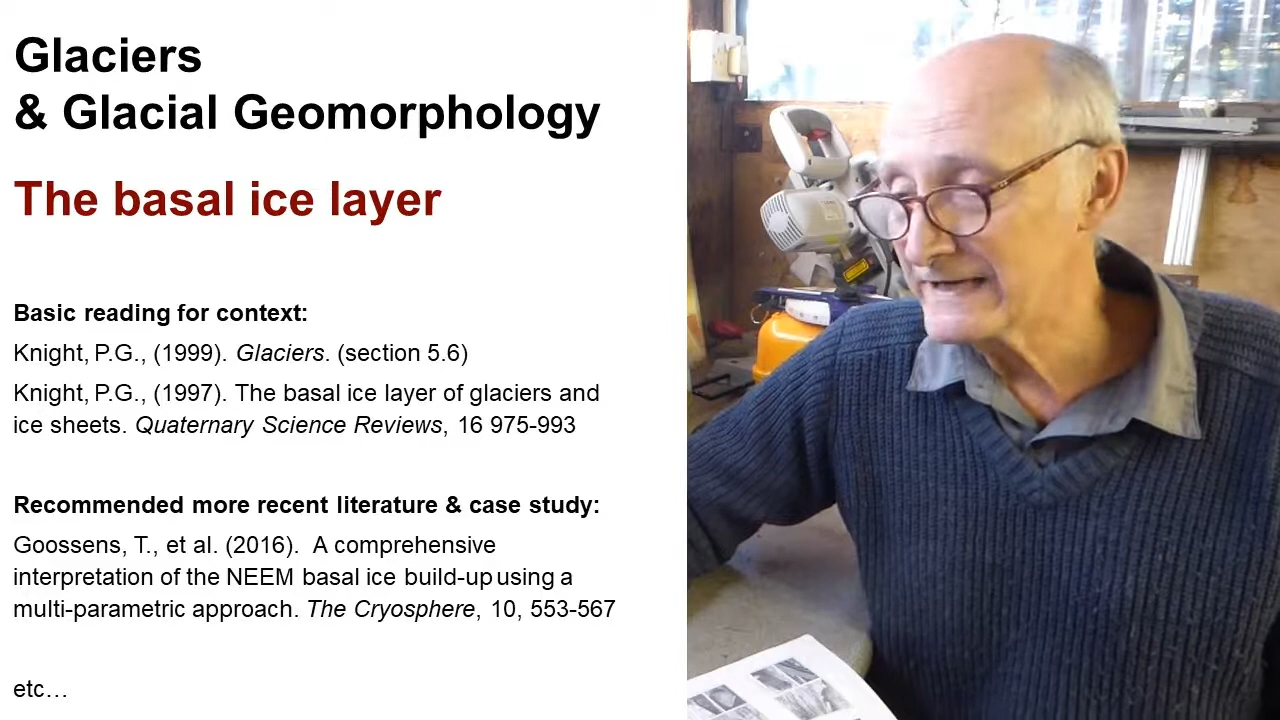 Glaciers
& Glacial Geomorphology
The basal ice layer
Basic reading for context:
Knight, P.G., (1999). Glaciers. (section 5.6)
Knight, P.G., (1997). The basal ice layer of glaciers and
ice sheets. Quaternary Science Reviews, 16 975-993
Recommended more recent literature & case study:
Goossens, T., et al. (2016).  A comprehensive
interpretation of the NEEM basal ice build-up using a
multi-parametric approach. The Cryosphere, 10, 553-567
etc…